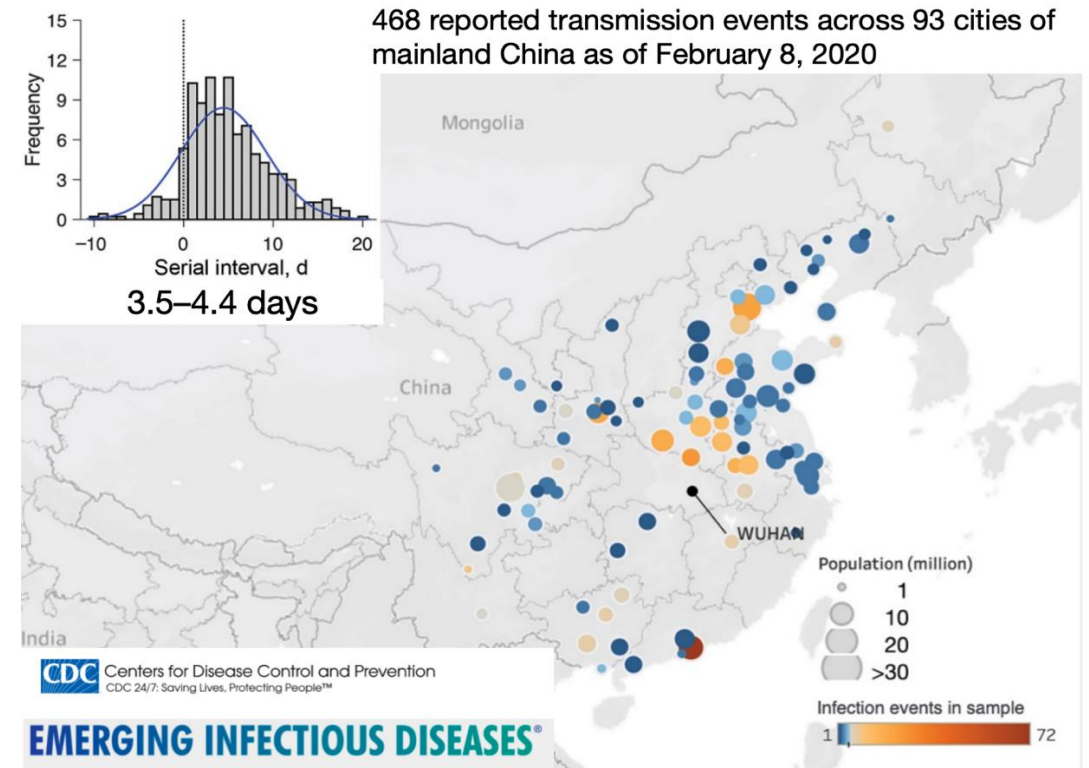 468 reported transmission events across 93 cities of
mainland China as of February 8, 2020
15
12
9
6
3
0
Frequency
−10 0 10 20
Serial interval, d
3.5–4.4 days
Mongolia
China
WUHAN
India
Population (million)
1
10
20
>30
Infection events in sample
1 72
CDC Centers for Disease Control and Prevention
CDC 24/7: Saving Lives, Protecting People™
EMERGING INFECTIOUS DISEASES®